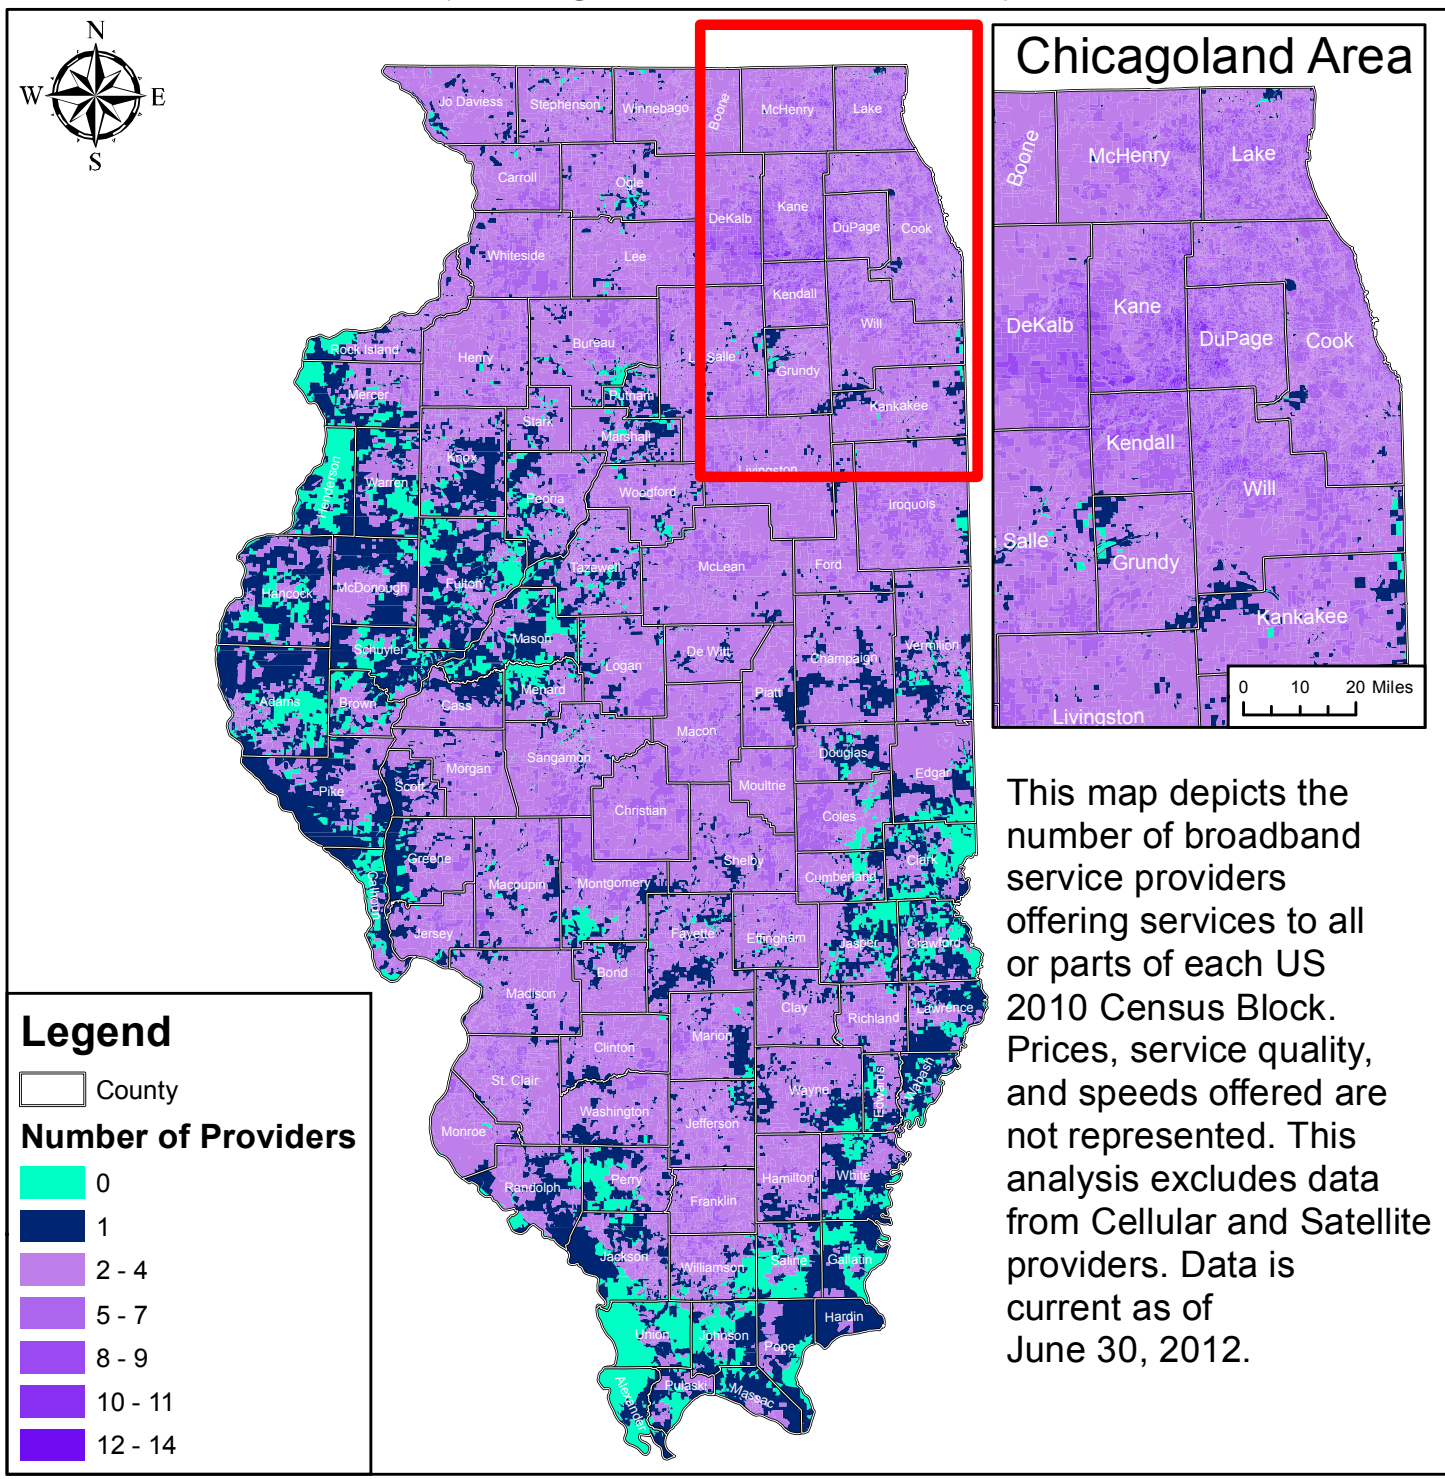 N
W
E
S
Jo Daviess
Stephenson
Winnebago
Boone
McHenry
Lake
Carroll
Ogle
DeKalb
Kane
DuPage
Cook
Whiteside
Lee
Kendall
Will
Rock Island
Henry
Bureau
La Salle
Grundy
Mercer
Putnam
Kankakee
Stark
Marshall
Knox
Livingston
Henderson
Warren
Peoria
Woodford
Iroquois
Hancock
McDonough
Fulton
Tazewell
McLean
Ford
Mason
Schuyler
Logan
De Witt
Champaign
Vermilion
Adams
Brown
Cass
Menard
Piatt
Macon
Pike
Scott
Morgan
Sangamon
Douglas
Edgar
Christian
Moultrie
Coles
Greene
Macoupin
Montgomery
Shelby
Cumberland
Clark
Calhoun
Jersey
Fayette
Effingham
Jasper
Crawford
Bond
Madison
Clay
Richland
Lawrence
Marion
Clinton
St. Clair
Wayne
Edwards
Wabash
Washington
Jefferson
Monroe
Randolph
Perry
Franklin
Hamilton
White
Jackson
Williamson
Saline
Gallatin
Union
Johnson
Pope
Hardin
Alexander
Pulaski
Massac
Chicagoland Area
Boone
McHenry
Lake
DeKalb
Kane
DuPage
Cook
Kendall
Will
Salle
Grundy
Kankakee
Livingston
0 10 20 Miles
This map depicts the
number of broadband
service providers
offering services to all
or parts of each US
2010 Census Block.
Prices, service quality,
and speeds offered are
not represented. This
analysis excludes data
from Cellular and Satellite
providers. Data is
current as of
June 30, 2012.
Legend
County
Number of Providers
0
1
2 - 4
5 - 7
8 - 9
10 - 11
12 - 14